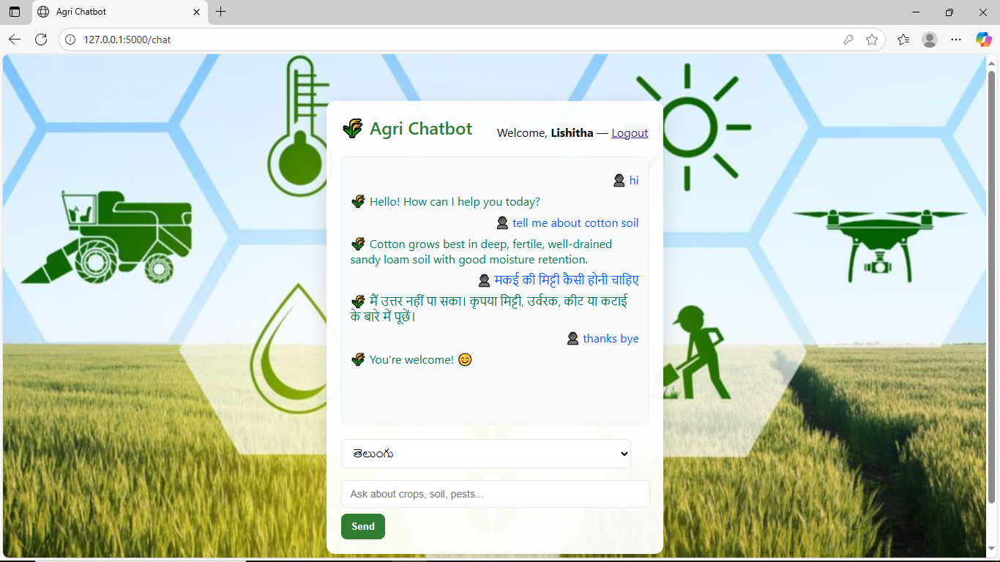 Agri Chatbot
127.0.0.1:5000/chat
Agri Chatbot
Welcome, Lishitha — Logout
hi
Hello! How can I help you today?
tell me about cotton soil
Cotton grows best in deep, fertile, well-drained
sandy loam soil with good moisture retention.
मकई की मिट्टी कैसी होनी चाहिए
मैं उत्तर नहीं पा सका। कृपया मिट्टी, उर्वरक, कीट या कटाई
के बारे में पूछें।
thanks bye
You're welcome! 😊
తెలుంగు
Ask about crops, soil, pests...
Send